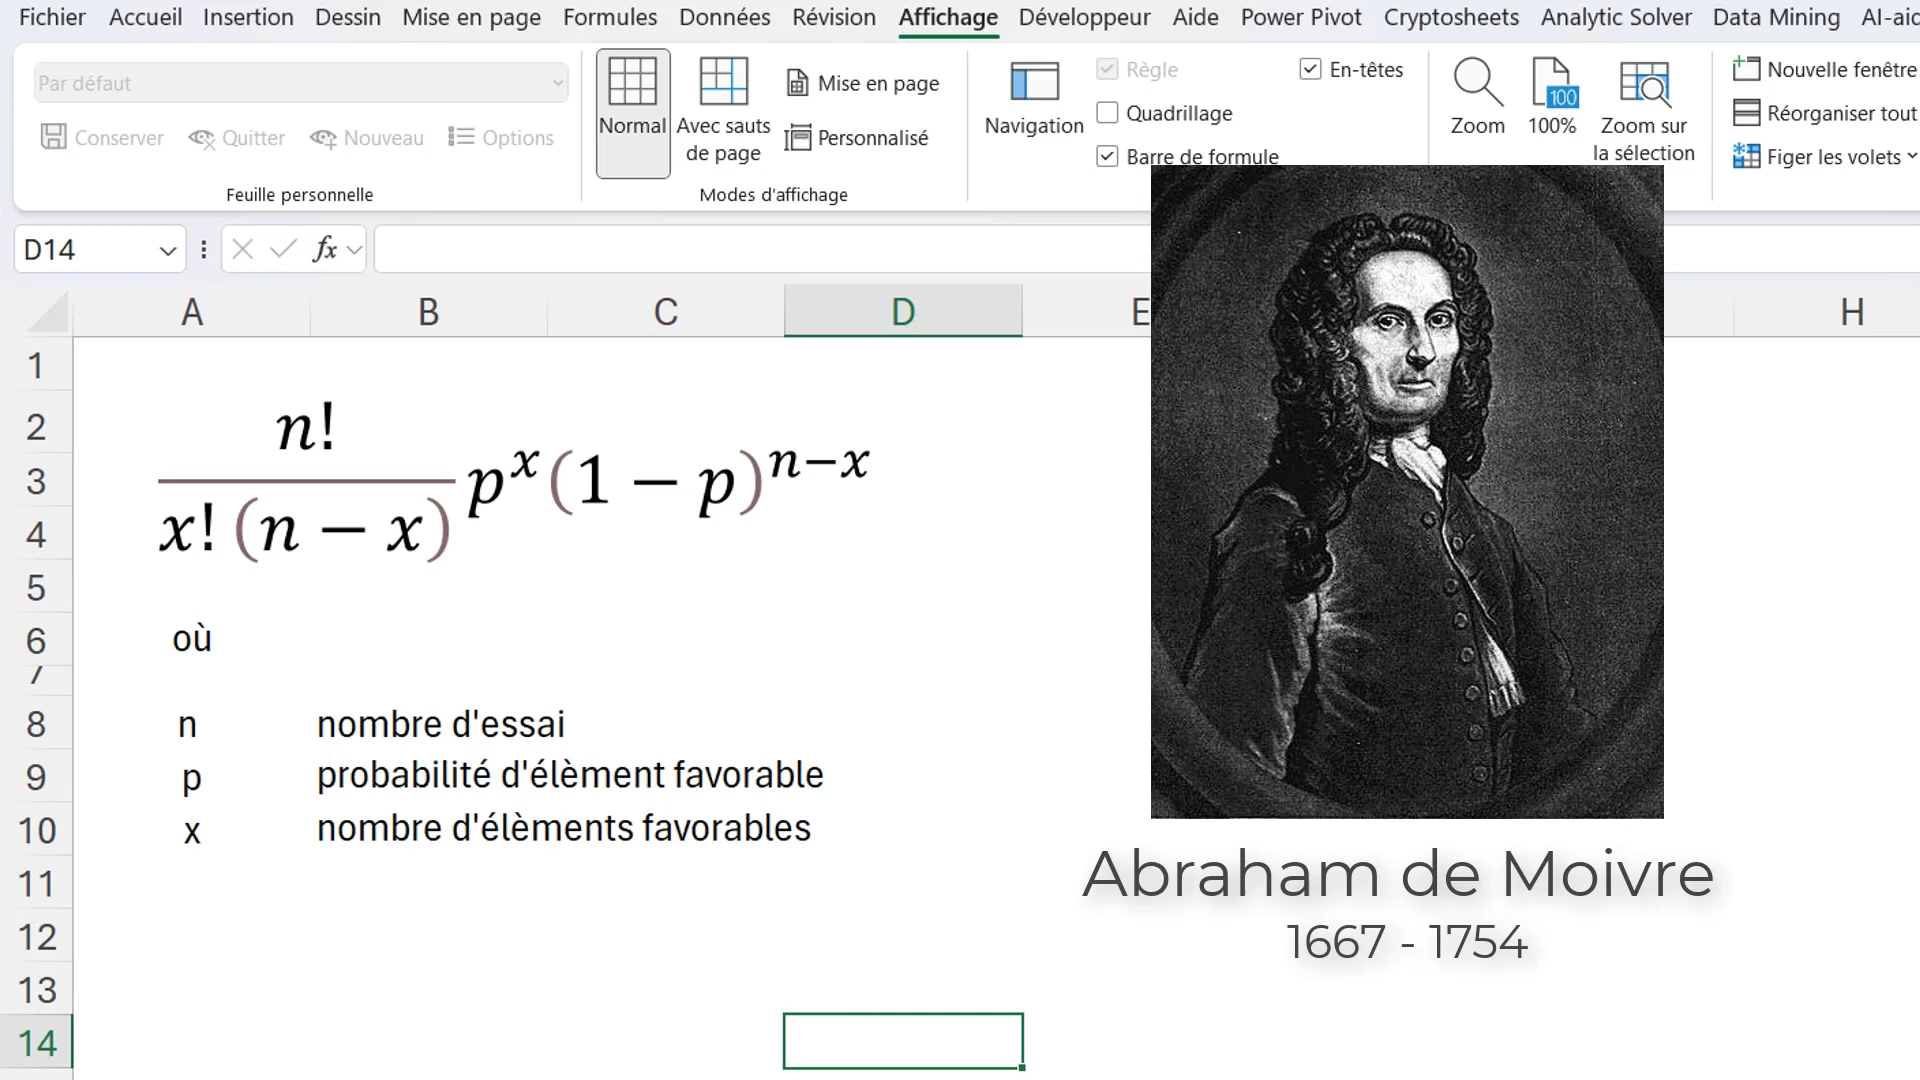 Fichier Accueil Insertion Dessin Mise en page Formules Données Révision Affichage Développeur Aide Power Pivot Cryptosheets Analytic Solver Data Mining
Par défaut
Conserver Quitter Nouveau Options
Feuille personnelle
Normal
Avec sauts
de page
Mise en page
Personnalisé
Modes d'affichage
Navigation
Règle
Quadrillage
Barre de formule
En-têtes
Zoom
100
100%
Zoom sur
la sélection
Nouvelle fenêtre
Réorganiser tout
Figer les volets
D14 fx
A B C D E H
1
2
3
4
5
6
7
8
9
10
11
12
13
14
n!
x! (n − x)
p^x(1 − p)^{n−x}
où
n nombre d'essai
p probabilité d'élèment favorable
x nombre d'élèments favorables
Abraham de Moivre
1667 - 1754